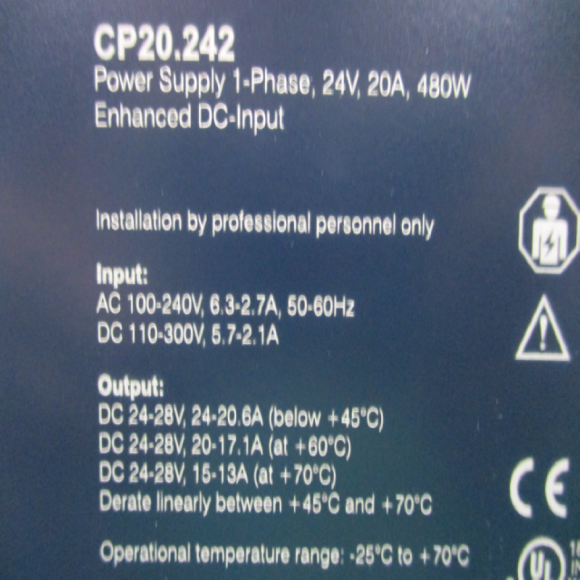 CP20.242
Power Supply 1-Phase, 24V, 20A, 480W
Enhanced DC-Input
Installation by professional personnel only
Input:
AC 100-240V, 6.3-2.7A, 50-60Hz
DC 110-300V, 5.7-2.1A
Output:
DC 24-28V, 24-20.6A (below +45°C)
DC 24-28V, 20-17.1A (at +60°C)
DC 24-28V, 15-13A (at +70°C)
Derate linearly between +45°C and +70°C
CE
Operational temperature range: -25°C to +70°C
UL